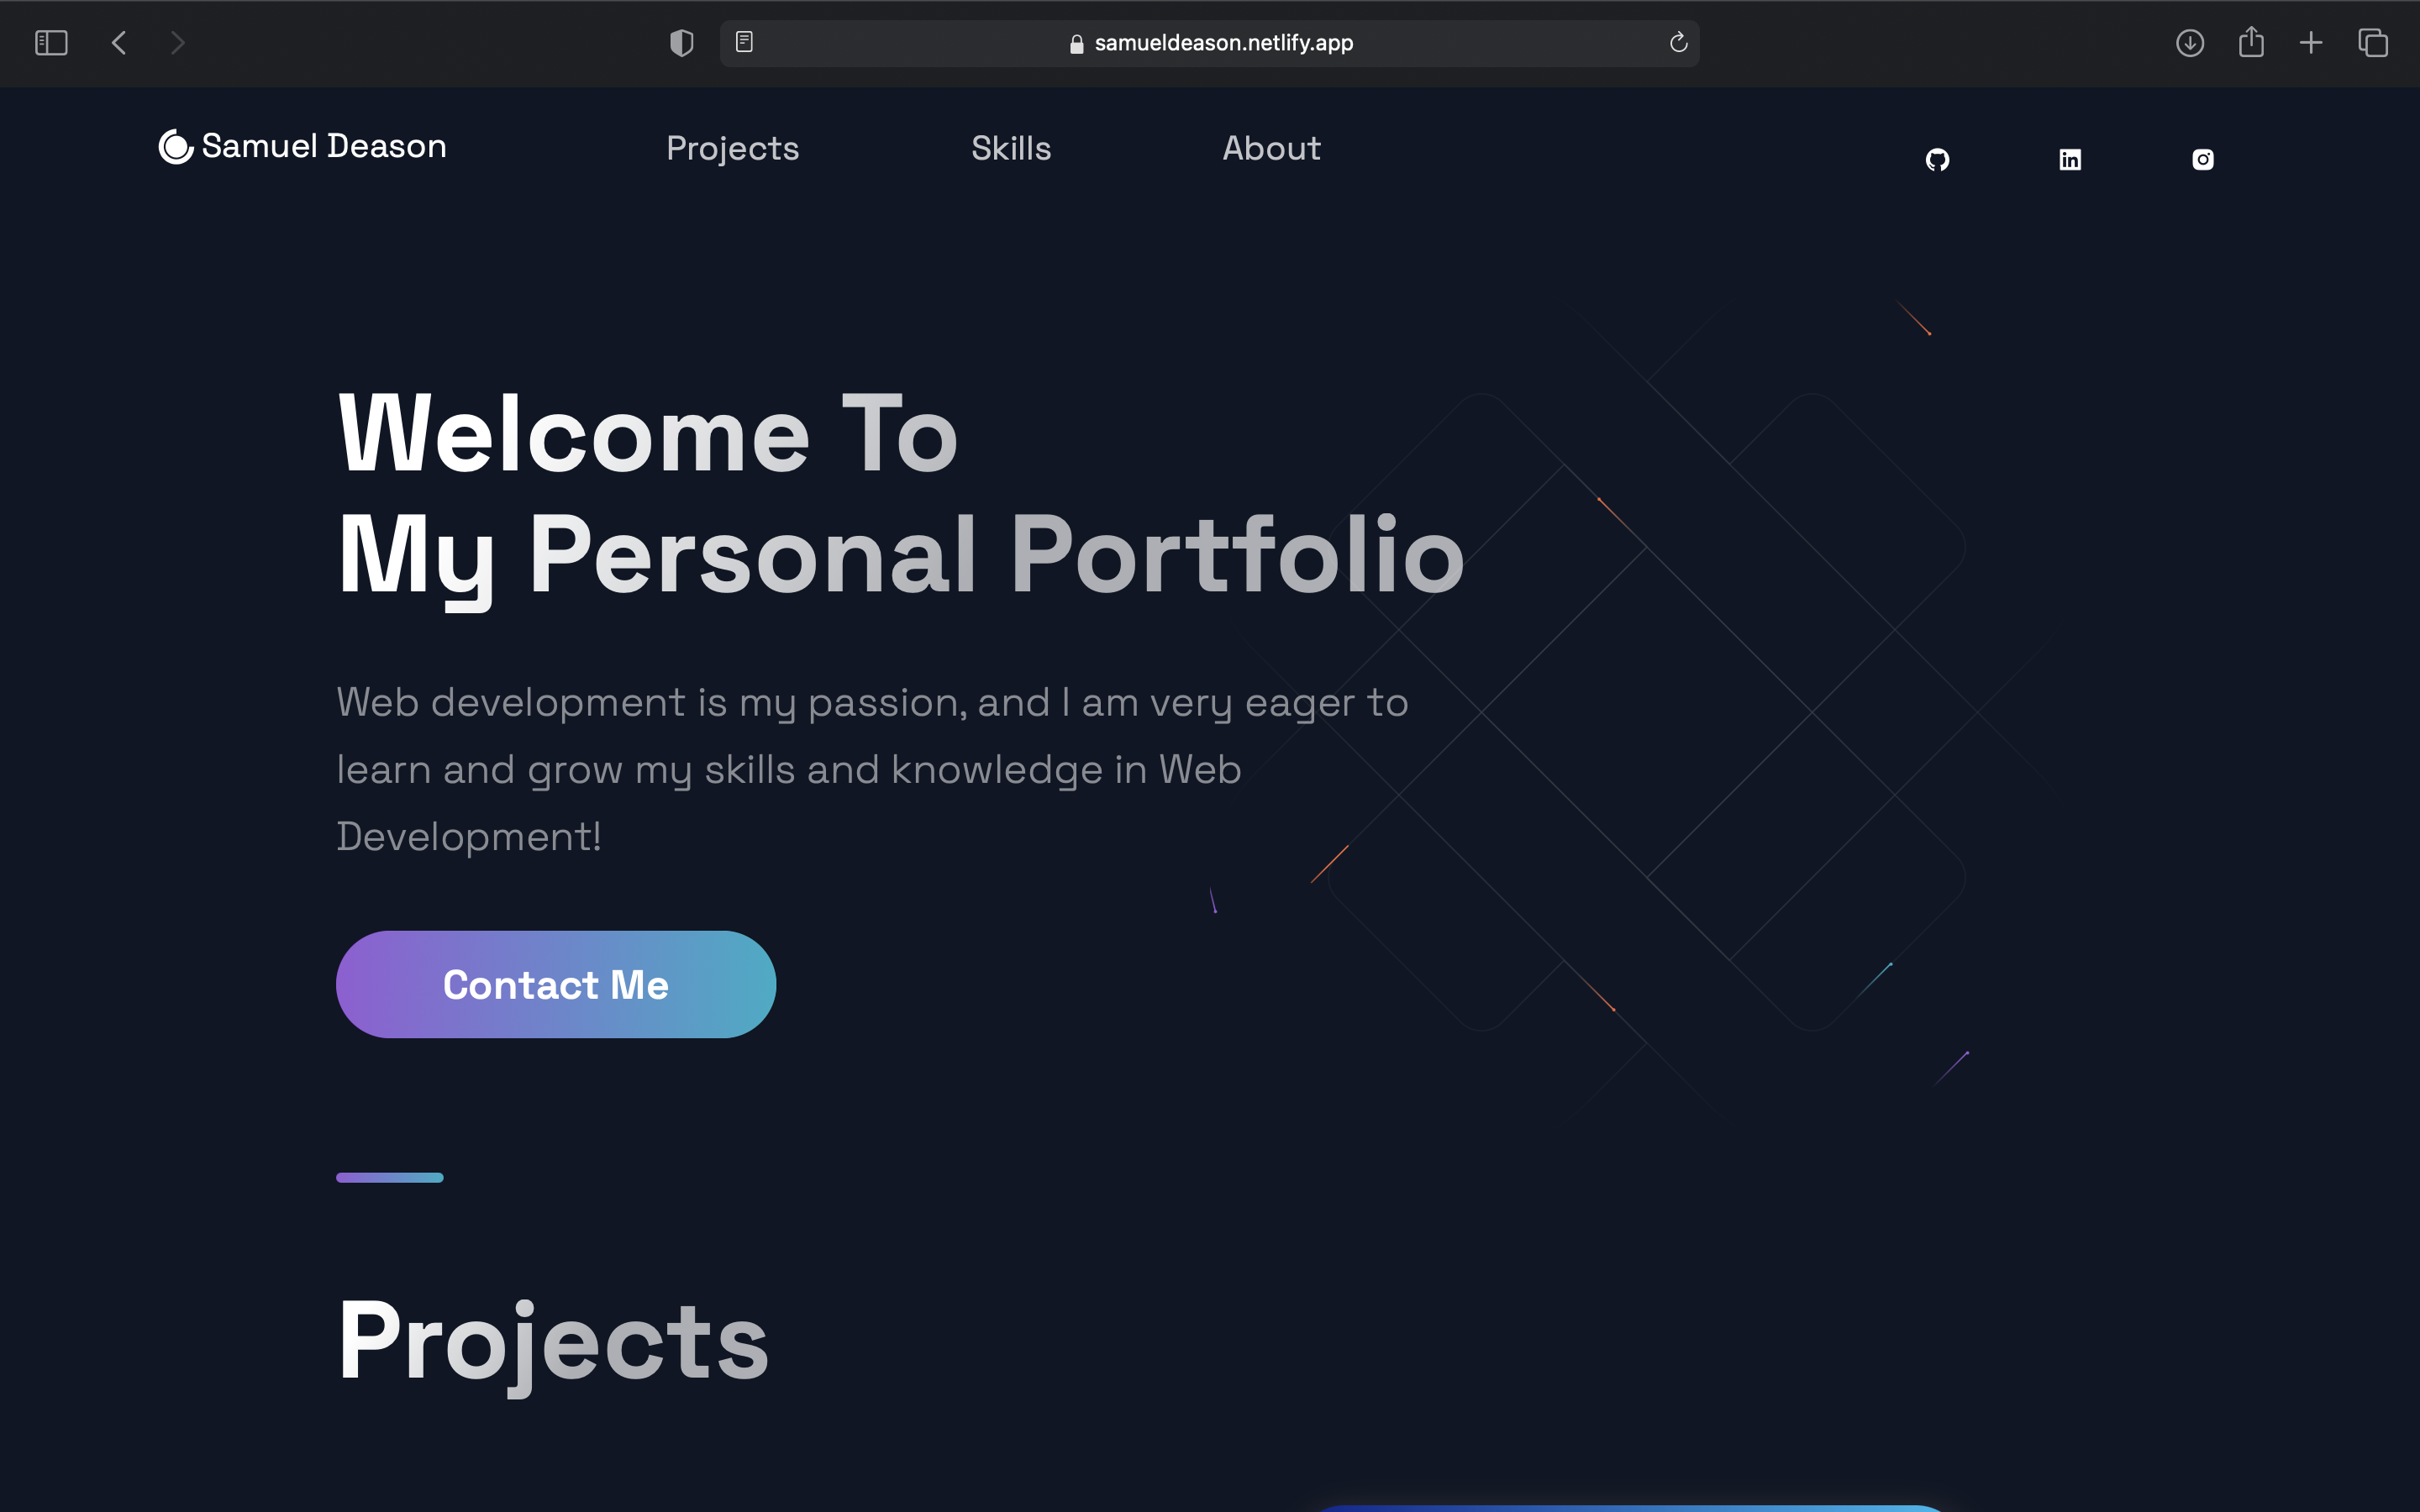 samueldeason.netlify.app
Samuel Deason
Projects
Skills
About
Welcome To
My Personal Portfolio
Web development is my passion, and I am very eager to
learn and grow my skills and knowledge in Web
Development!
Contact Me
Projects